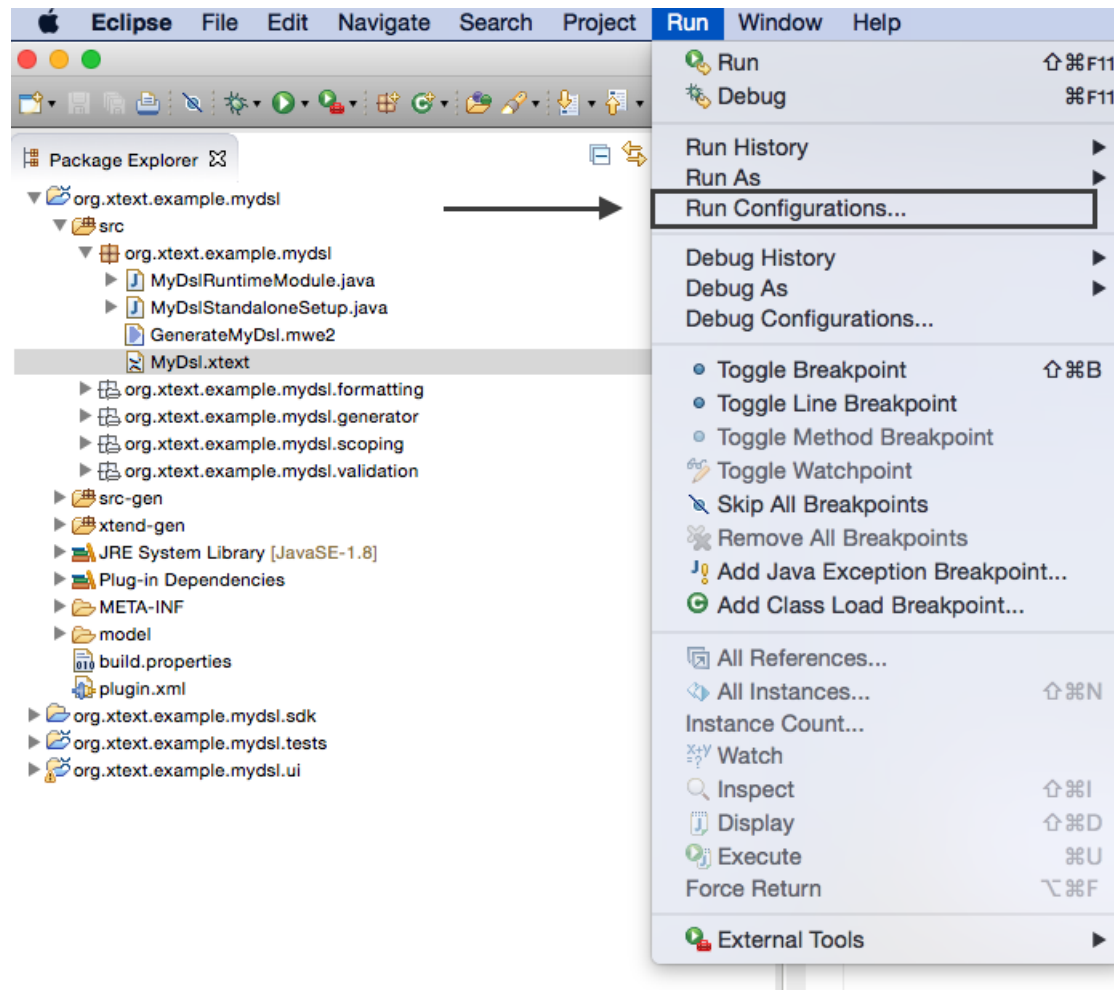 Eclipse File Edit Navigate Search Project Run Window Help
Run ⇧⌘F11
Debug ⌘F11
Package Explorer
Run History
Run As
Run Configurations...
Debug History
Debug As
Debug Configurations...
Toggle Breakpoint ⇧⌘B
Toggle Line Breakpoint
Toggle Method Breakpoint
Toggle Watchpoint
Skip All Breakpoints
Remove All Breakpoints
Add Java Exception Breakpoint...
Add Class Load Breakpoint...
All References...
All Instances... ⇧⌘N
Instance Count...
Watch
Inspect ⇧⌘I
Display ⇧⌘D
Execute ⌘U
Force Return ⌥⌘F
External Tools
org.xtext.example.mydsl
src
org.xtext.example.mydsl
MyDslRuntimeModule.java
MyDslStandaloneSetup.java
GenerateMyDsl.mwe2
MyDsl.xtext
org.xtext.example.mydsl.formatting
org.xtext.example.mydsl.generator
org.xtext.example.mydsl.scoping
org.xtext.example.mydsl.validation
src-gen
xtend-gen
JRE System Library [JavaSE-1.8]
Plug-in Dependencies
META-INF
model
build.properties
plugin.xml
org.xtext.example.mydsl.sdk
org.xtext.example.mydsl.tests
org.xtext.example.mydsl.ui